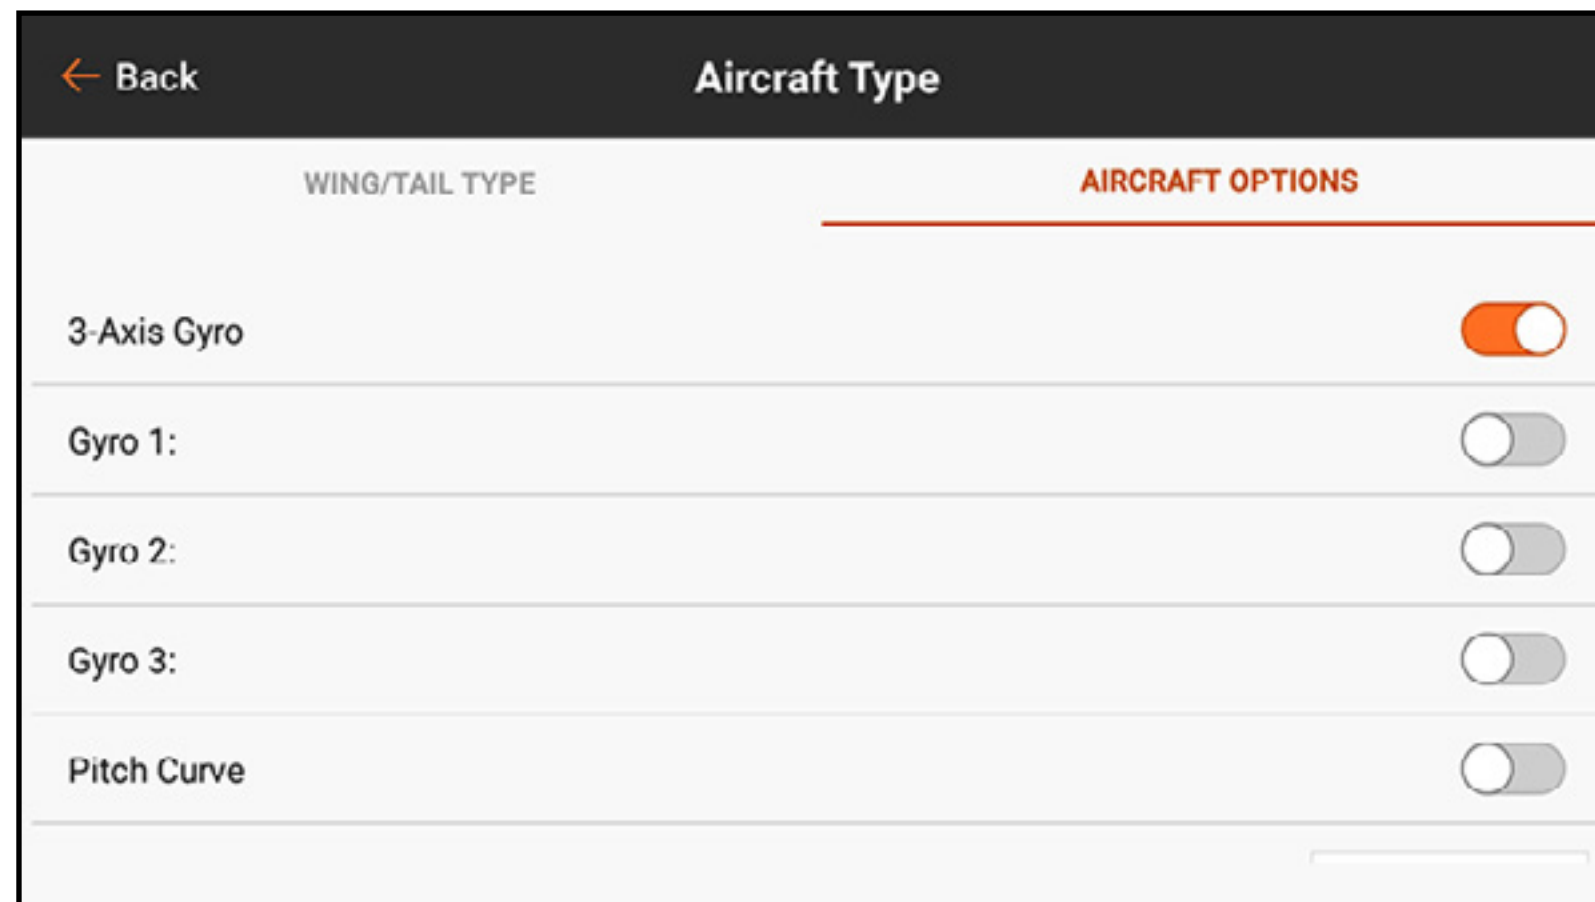 Back
Aircraft Type
WING/TAIL TYPE
AIRCRAFT OPTIONS
3-Axis Gyro
Gyro 1:
Gyro 2:
Gyro 3:
Pitch Curve